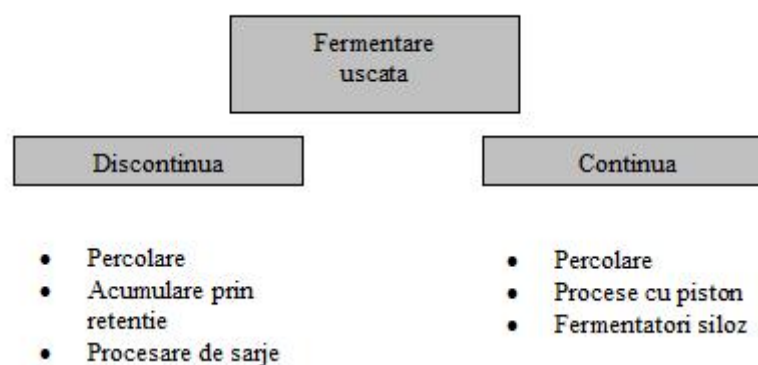 Fermentare
uscata
Discontinua
Continua
• Percolare
• Acumulare prin
retentie
• Procesare de sarje
• Percolare
• Procese cu piston
• Fermentatori siloz